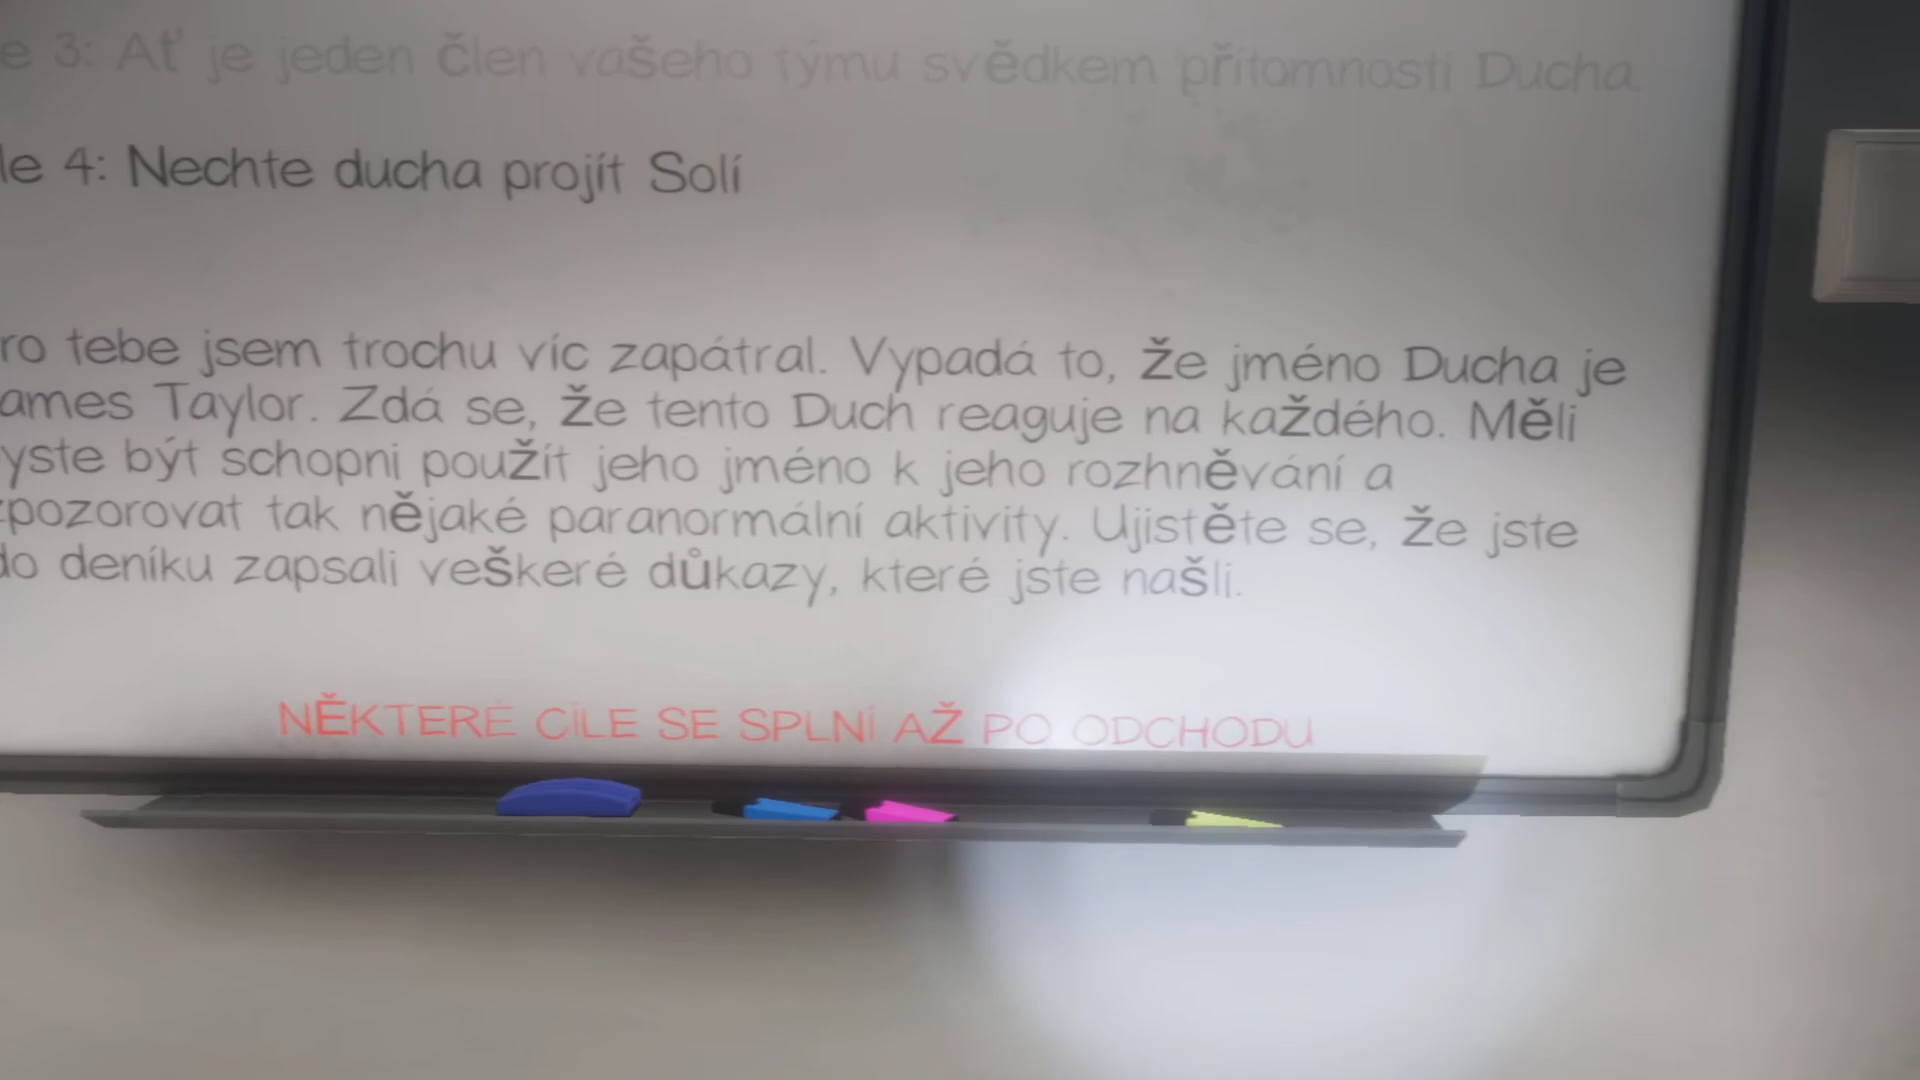 e 3: Ať je jeden člen vašeho týmu svědkem přítomnosti Ducha
le 4: Nechte ducha projít Solí
ro tebe jsem trochu víc zapátral. Vypadá to, že jméno Ducha je
ames Taylor. Zdá se, že tento Duch reaguje na každého. Měli
yste být schopni použít jeho jméno k jeho rozhněvání a
zpozorovat tak nějaké paranormální aktivity. Ujistěte se, že jste
do deníku zapsali veškeré důkazy, které jste našli.
NĚKTERÉ CÍLE SE SPLNÍ AŽ PO ODCHODU